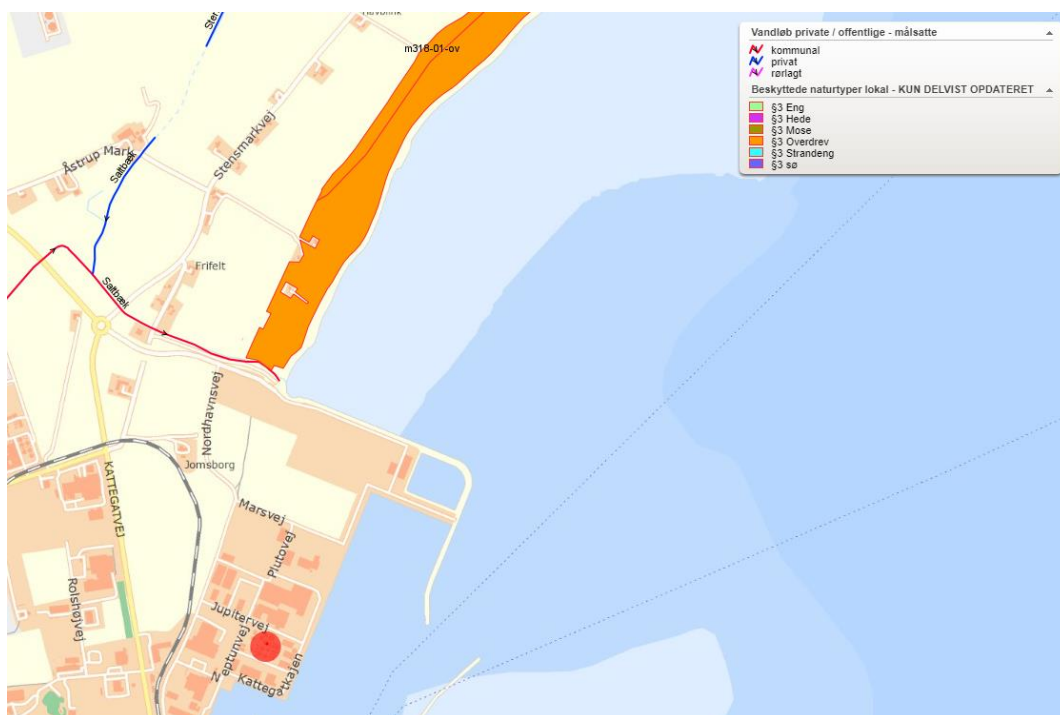 Vandløb private / offentlige - målsatte
kommunal
privat
rørlagt
Beskyttede naturtyper lokal - KUN DELVIST OPDATERET
§3 Eng
§3 Hede
§3 Mose
§3 Overdrev
§3 Strandeng
§3 sø
m318-01-ov
Stensmarkvej
Åstrup Mark
Saltbæk
Frifelt
Saltbæk
Nordhavnsvej
Jomsborg
KATTEGATVEJ
Marsvej
Plutovej
Rolshøjvej
Jupitervej
Neptunvej
Kattegatkajen